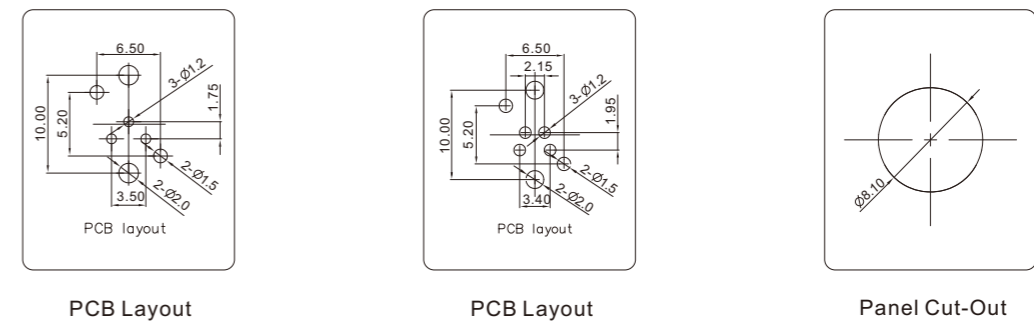 6.50
3-Ø1.2
1.75
10.00
5.20
2-Ø1.5
2-Ø2.0
3.50
PCB layout
PCB Layout
6.50
2.15
3-Ø1.2
1.95
10.00
5.20
2-Ø1.5
2-Ø2.0
3.40
PCB layout
PCB Layout
Ø8.10
Panel Cut-Out